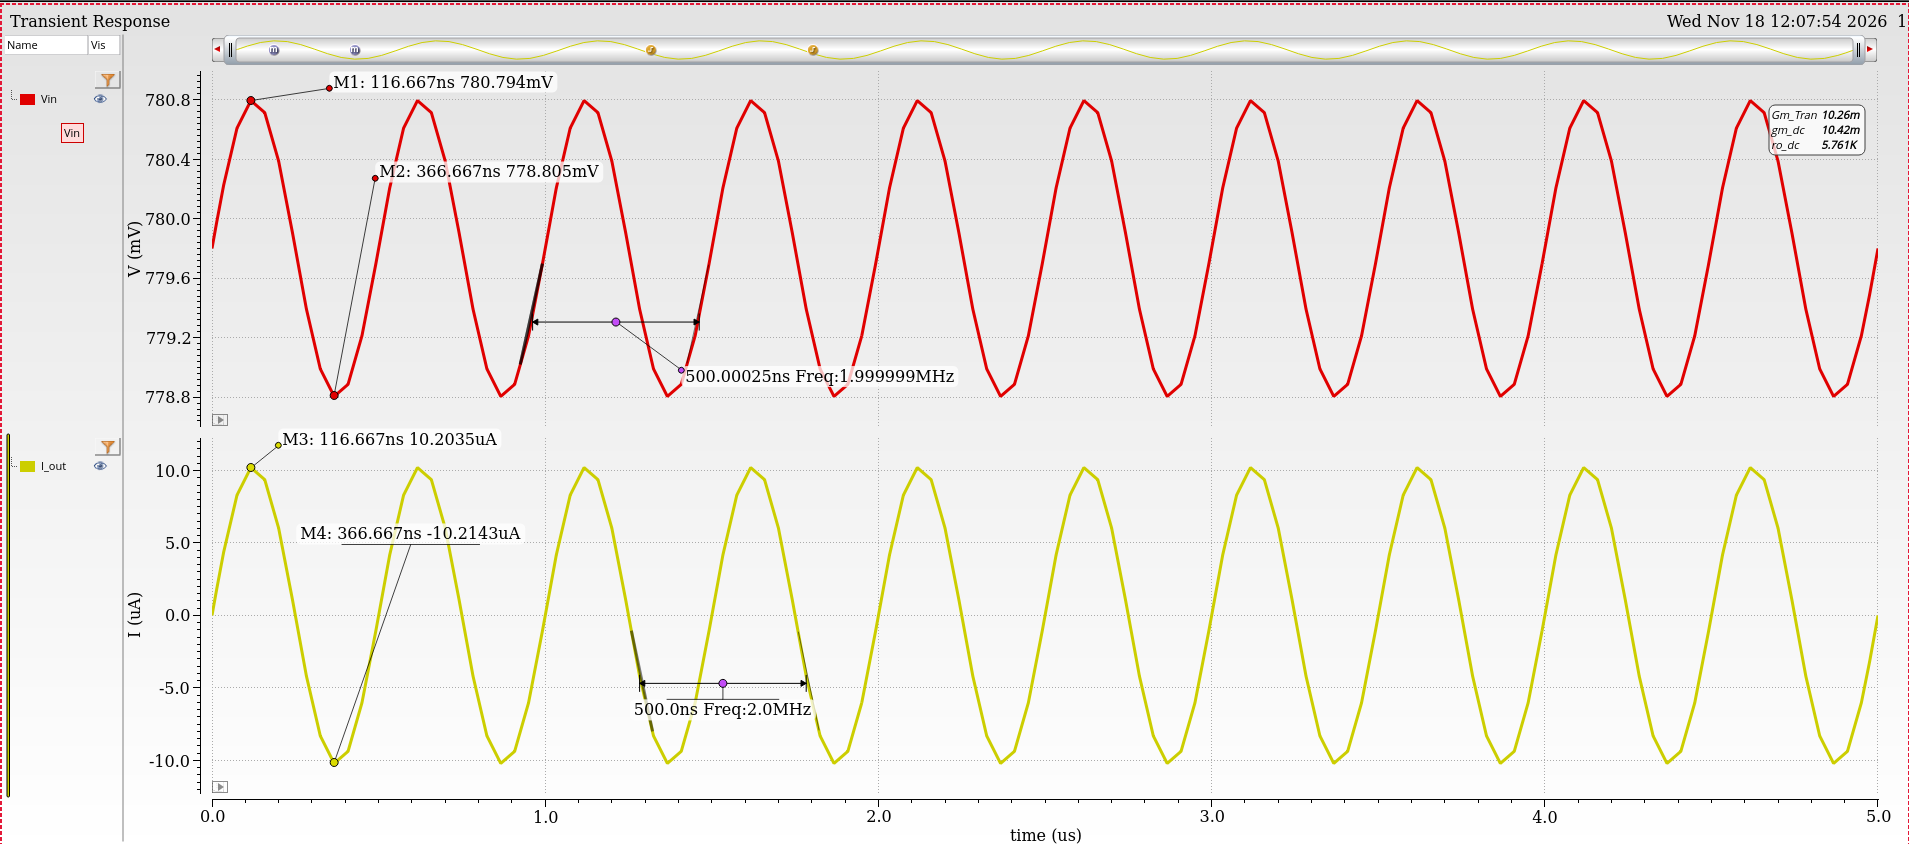 Transient Response
Wed Nov 18 12:07:54 2026 1
Name Vis
Vin
Vin
M1: 116.667ns 780.794mV
M2: 366.667ns 778.805mV
500.00025ns Freq:1.999999MHz
Gm_Tran 10.26m
gm_dc 10.42m
ro_dc 5.761K
V (mV)
780.8
780.4
780.0
779.6
779.2
778.8
I_out
M3: 116.667ns 10.2035uA
M4: 366.667ns -10.2143uA
500.0ns Freq:2.0MHz
I (uA)
10.0
5.0
0.0
-5.0
-10.0
0.0 1.0 2.0 3.0 4.0 5.0
time (us)